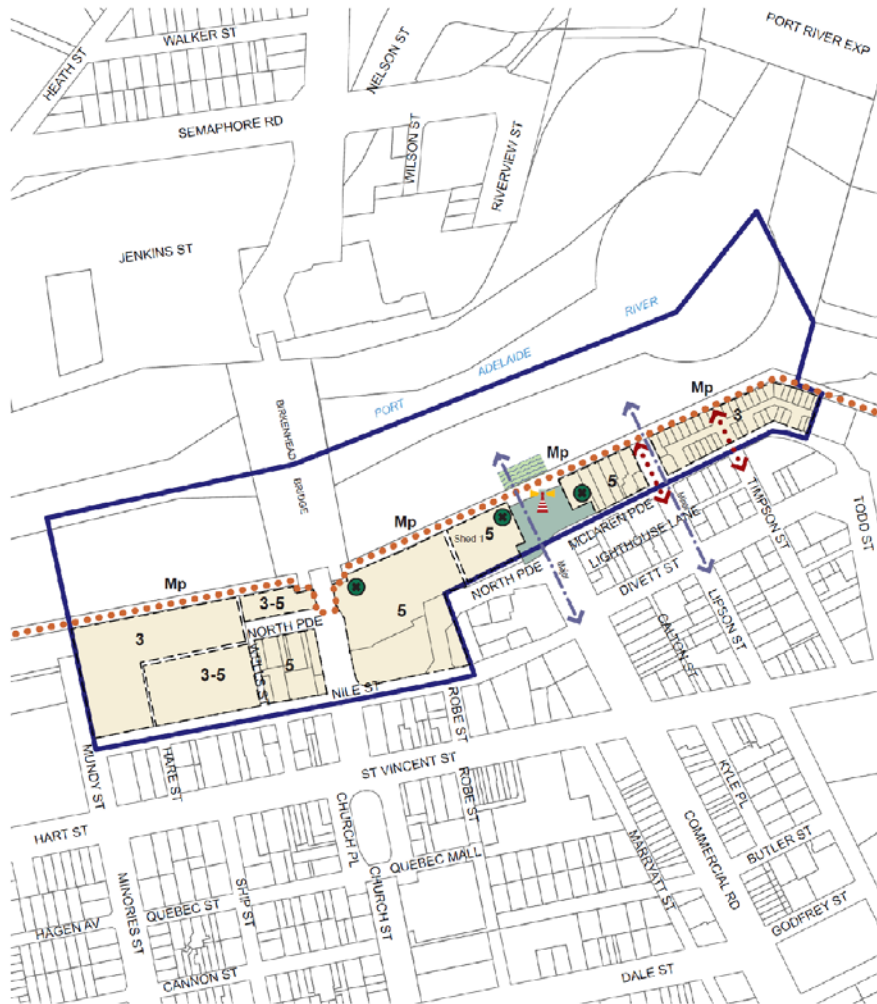 WALKER ST
HEATH ST
NELSON ST
PORT RIVER EXP
SEMAPHORE RD
WILSON ST
RIVERVIEW ST
JENKINS ST
RIVER
ADELAIDE
PORT
BIRKENHEAD
BRIDGE
Mp
3
Mp
5
Mp
Shed 1
5
MCLAREN PDE
LIGHTHOUSE LANE
TIMPSON ST
TODD ST
NORTH PDE
Major
DIVETT ST
Mp
3-5
5
LIPSON ST
CALTON ST
3
NORTH PDE
3-5
5
WILLIS ST
NILE ST
ROBE ST
MUNDY ST
HARE ST
ST VINCENT ST
ROBE ST
KYLE PL
HART ST
CHURCH PL
COMMERCIAL RD
BUTLER ST
MARRYATT ST
QUEBEC MALL
MINORIES ST
SHIP ST
CHURCH ST
QUEBEC ST
GODFREY ST
HAGEN AV
CANNON ST
DALE ST